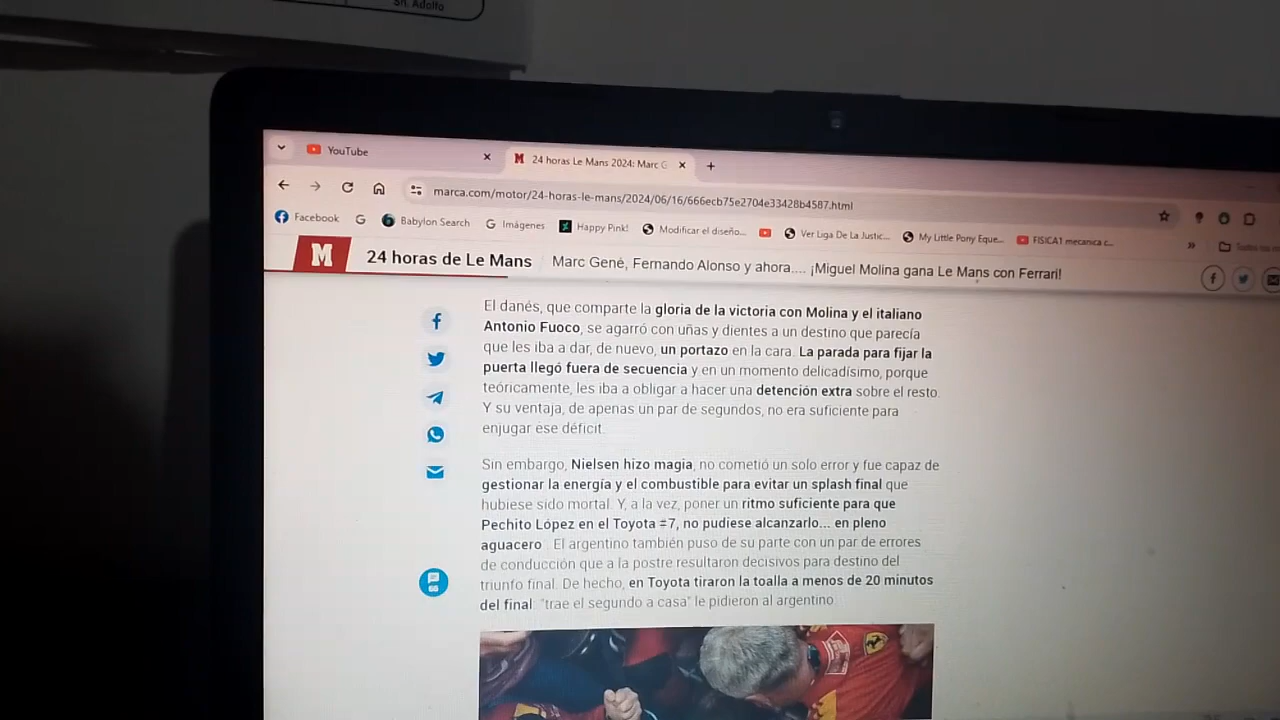 Sn. Adolfo
YouTube
24 horas Le Mans 2024: Marc G
marca.com/motor/24-horas-le-mans/2024/06/16/666ecb75e2704e33428b4587.html
Facebook G Babylon Search G Imágenes Happy Pink! Modificar el diseño... Ver Liga De La Justic... My Little Pony Eque... FISICA1 mecanica c... »
M 24 horas de Le Mans Marc Gené, Fernando Alonso y ahora.... ¡Miguel Molina gana Le Mans con Ferrari!
El danés, que comparte la gloria de la victoria con Molina y el italiano
Antonio Fuoco, se agarró con uñas y dientes a un destino que parecía
que les iba a dar, de nuevo, un portazo en la cara. La parada para fijar la
puerta llegó fuera de secuencia y en un momento delicadísimo, porque
teóricamente, les iba a obligar a hacer una detención extra sobre el resto.
Y su ventaja, de apenas un par de segundos, no era suficiente para
enjugar ese déficit.
Sin embargo, Nielsen hizo magia, no cometió un solo error y fue capaz de
gestionar la energía y el combustible para evitar un splash final que
hubiese sido mortal. Y, a la vez, poner un ritmo suficiente para que
Pechito López en el Toyota #7, no pudiese alcanzarlo... en pleno
aguacero . El argentino también puso de su parte con un par de errores
de conducción que a la postre resultaron decisivos para destino del
triunfo final. De hecho, en Toyota tiraron la toalla a menos de 20 minutos
del final: "trae el segundo a casa" le pidieron al argentino